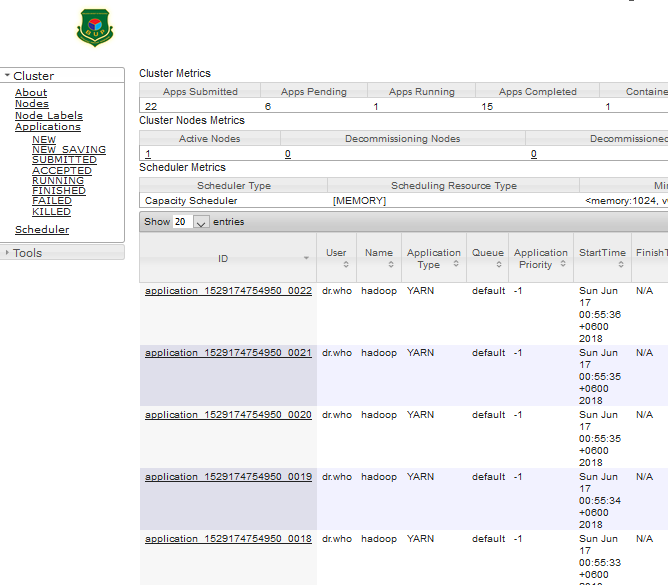 BUP
Cluster
About
Nodes
Node Labels
Applications
NEW
NEW_SAVING
SUBMITTED
ACCEPTED
RUNNING
FINISHED
FAILED
KILLED
Scheduler
Tools
Cluster Metrics
Apps Submitted Apps Pending Apps Running Apps Completed Containe
22 6 1 15 1
Cluster Nodes Metrics
Active Nodes Decommissioning Nodes Decommissioned
1 0 0
Scheduler Metrics
Scheduler Type Scheduling Resource Type Mi
Capacity Scheduler [MEMORY] <memory:1024, v
Show 20 entries
ID User Name Application Type Queue Application Priority StartTime FinishT
application_1529174754950_0022 dr.who hadoop YARN default -1 Sun Jun N/A
17
00:55:36
+0600
2018
application_1529174754950_0021 dr.who hadoop YARN default -1 Sun Jun N/A
17
00:55:35
+0600
2018
application_1529174754950_0020 dr.who hadoop YARN default -1 Sun Jun N/A
17
00:55:35
+0600
2018
application_1529174754950_0019 dr.who hadoop YARN default -1 Sun Jun N/A
17
00:55:34
+0600
2018
application_1529174754950_0018 dr.who hadoop YARN default -1 Sun Jun N/A
17
00:55:33
+0600